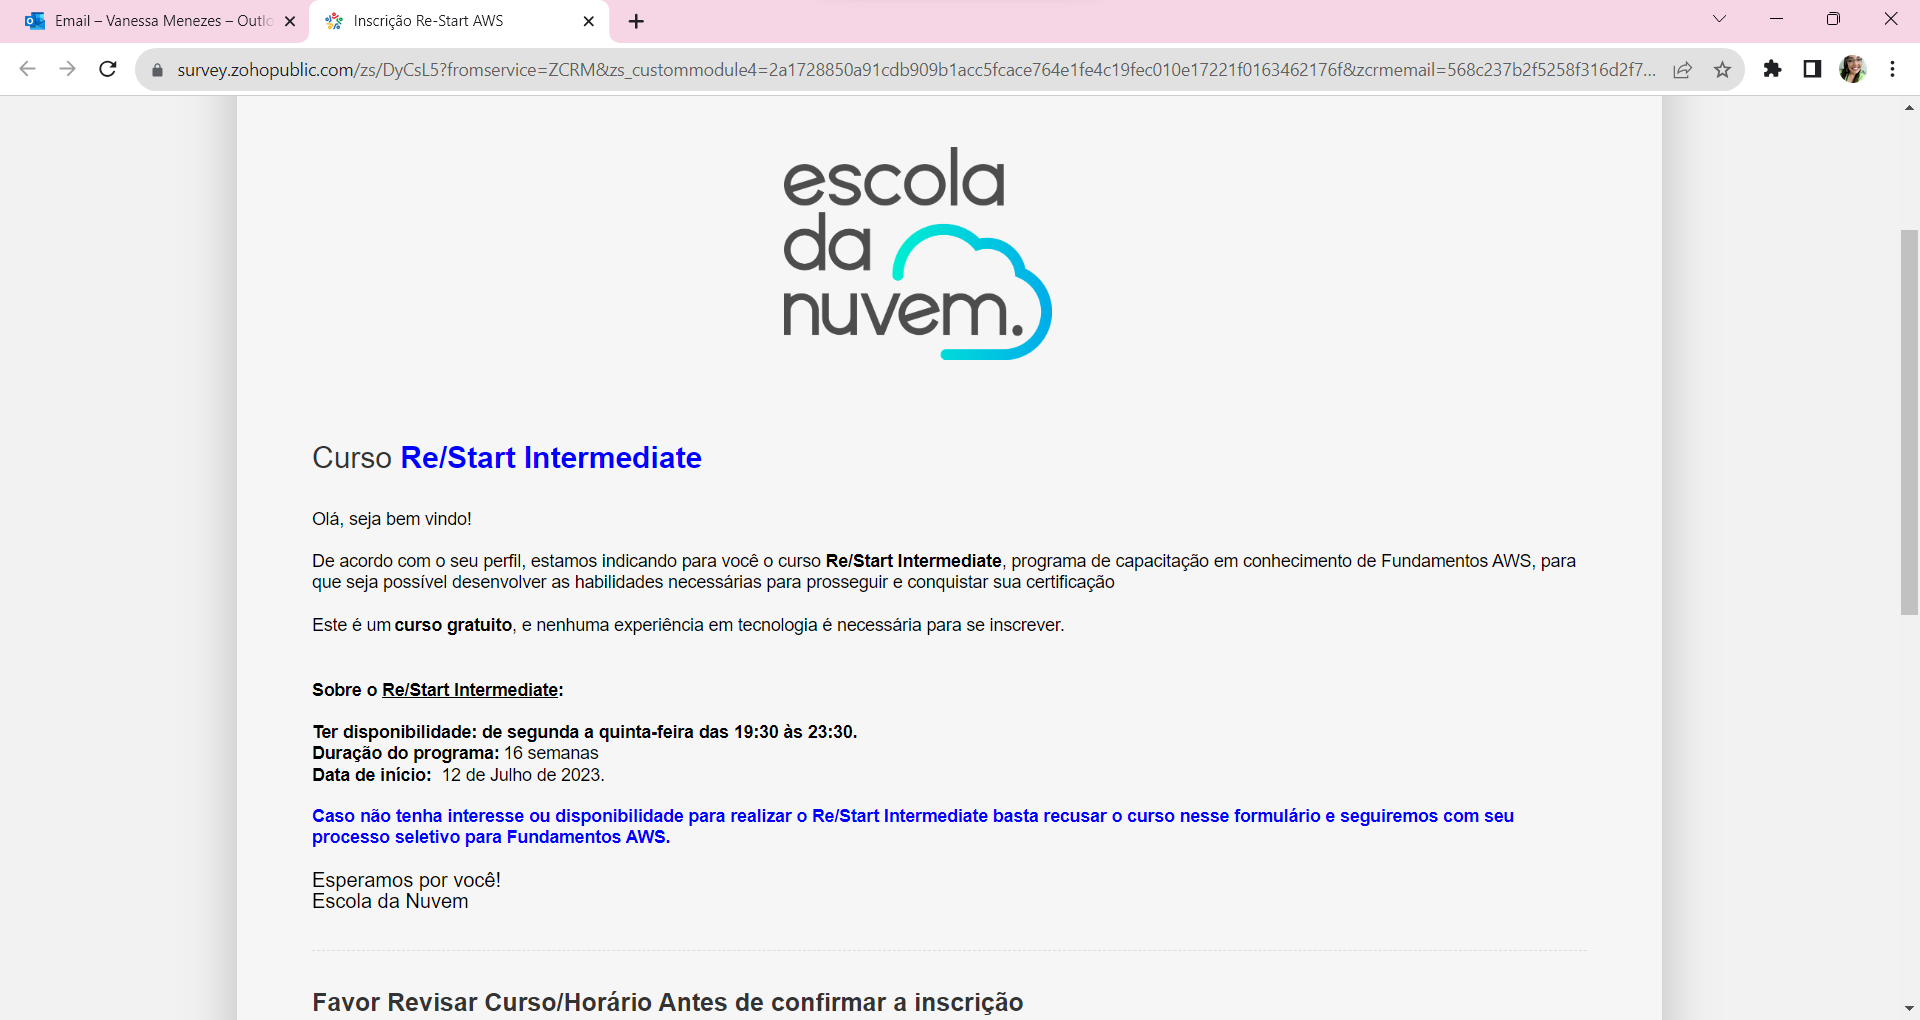 Email – Vanessa Menezes – Outlo
Inscrição Re-Start AWS
survey.zohopublic.com/zs/DyCsL5?fromservice=ZCRM&zs_custommodule4=2a1728850a91cdb909b1acc5fcace764e1fe4c19fec010e17221f0163462176f&zcrmemail=568c237b2f5258f316d2f7...
escola
da
nuvem.
Curso Re/Start Intermediate
Olá, seja bem vindo!
De acordo com o seu perfil, estamos indicando para você o curso Re/Start Intermediate, programa de capacitação em conhecimento de Fundamentos AWS, para
que seja possível desenvolver as habilidades necessárias para prosseguir e conquistar sua certificação
Este é um curso gratuito, e nenhuma experiência em tecnologia é necessária para se inscrever.
Sobre o Re/Start Intermediate:
Ter disponibilidade: de segunda a quinta-feira das 19:30 às 23:30.
Duração do programa: 16 semanas
Data de início: 12 de Julho de 2023.
Caso não tenha interesse ou disponibilidade para realizar o Re/Start Intermediate basta recusar o curso nesse formulário e seguiremos com seu
processo seletivo para Fundamentos AWS.
Esperamos por você!
Escola da Nuvem
Favor Revisar Curso/Horário Antes de confirmar a inscrição